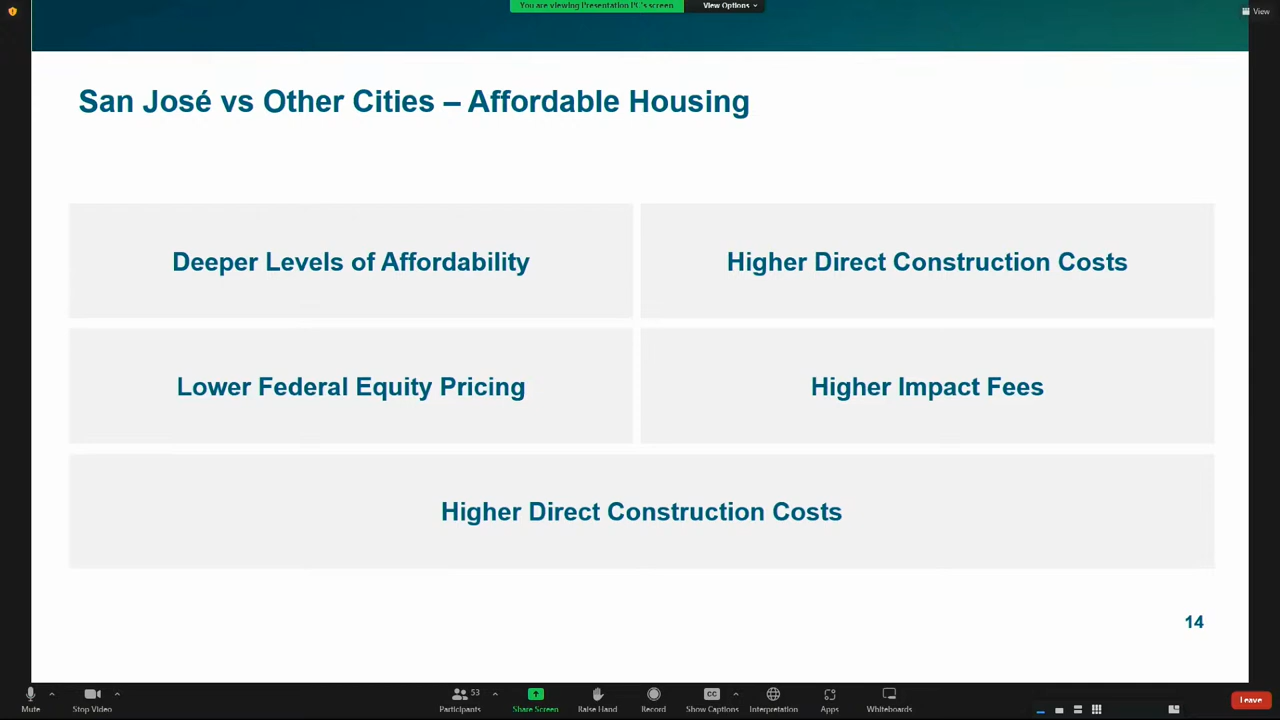 You are viewing Presentation PC's screen View Options
View
San José vs Other Cities – Affordable Housing
Deeper Levels of Affordability
Higher Direct Construction Costs
Lower Federal Equity Pricing
Higher Impact Fees
Higher Direct Construction Costs
14
53
Mute Stop Video Participants Share Screen Raise Hand Record Show Captions Interpretation Apps Whiteboards Leave
CC